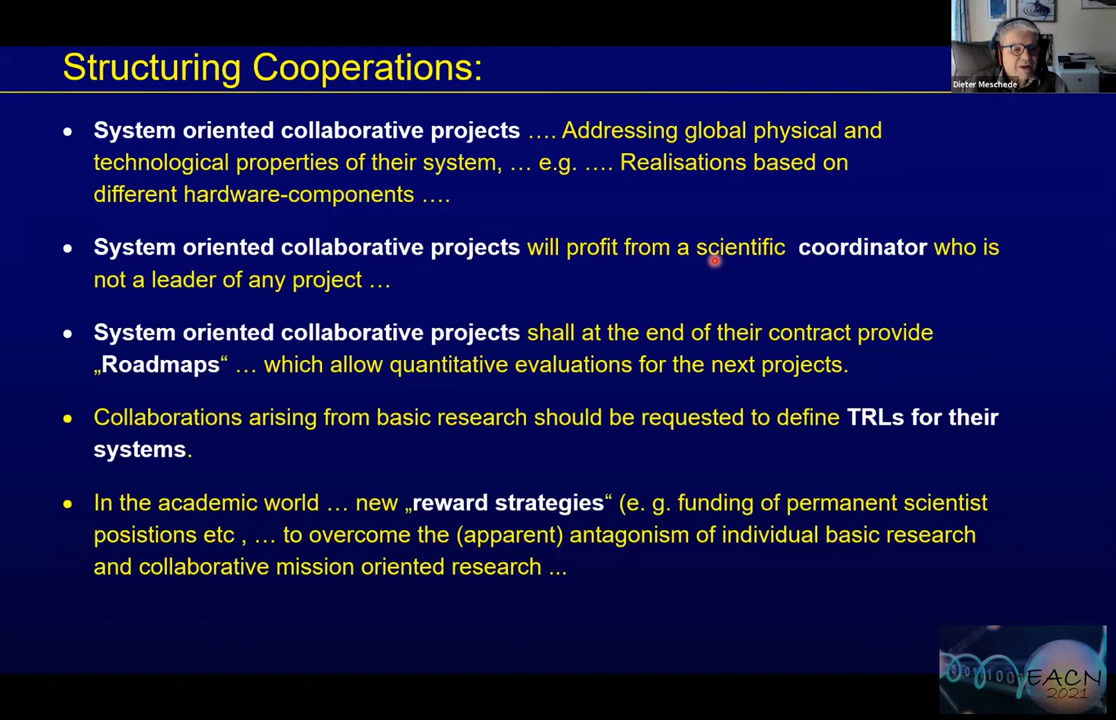 Structuring Cooperations:
Dieter Meschede
• System oriented collaborative projects …. Addressing global physical and
technological properties of their system, … e.g. …. Realisations based on
different hardware-components ….
• System oriented collaborative projects will profit from a scientific coordinator who is
not a leader of any project …
• System oriented collaborative projects shall at the end of their contract provide
„Roadmaps“ … which allow quantitative evaluations for the next projects.
• Collaborations arising from basic research should be requested to define TRLs for their
systems.
• In the academic world … new „reward strategies“ (e. g. funding of permanent scientist
posistions etc , … to overcome the (apparent) antagonism of individual basic research
and collaborative mission oriented research ...
EACN
2021